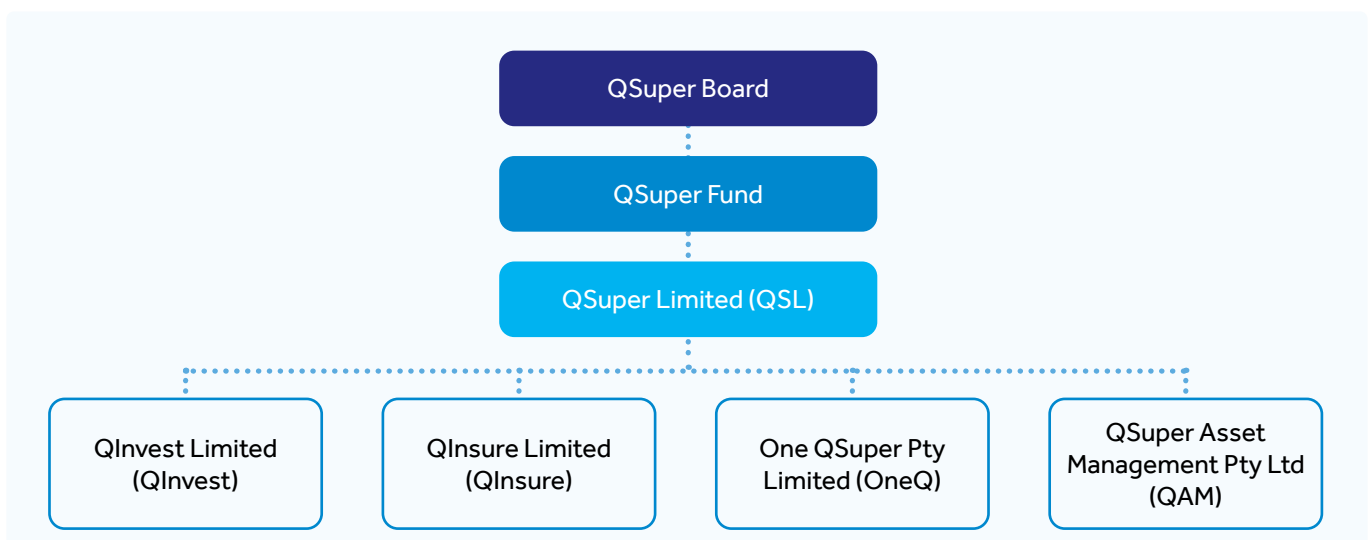 QSuper Board
QSuper Fund
QSuper Limited (QSL)
QInvest Limited
(QInvest)
QInsure Limited
(QInsure)
One QSuper Pty
Limited (OneQ)
QSuper Asset
Management Pty Ltd
(QAM)